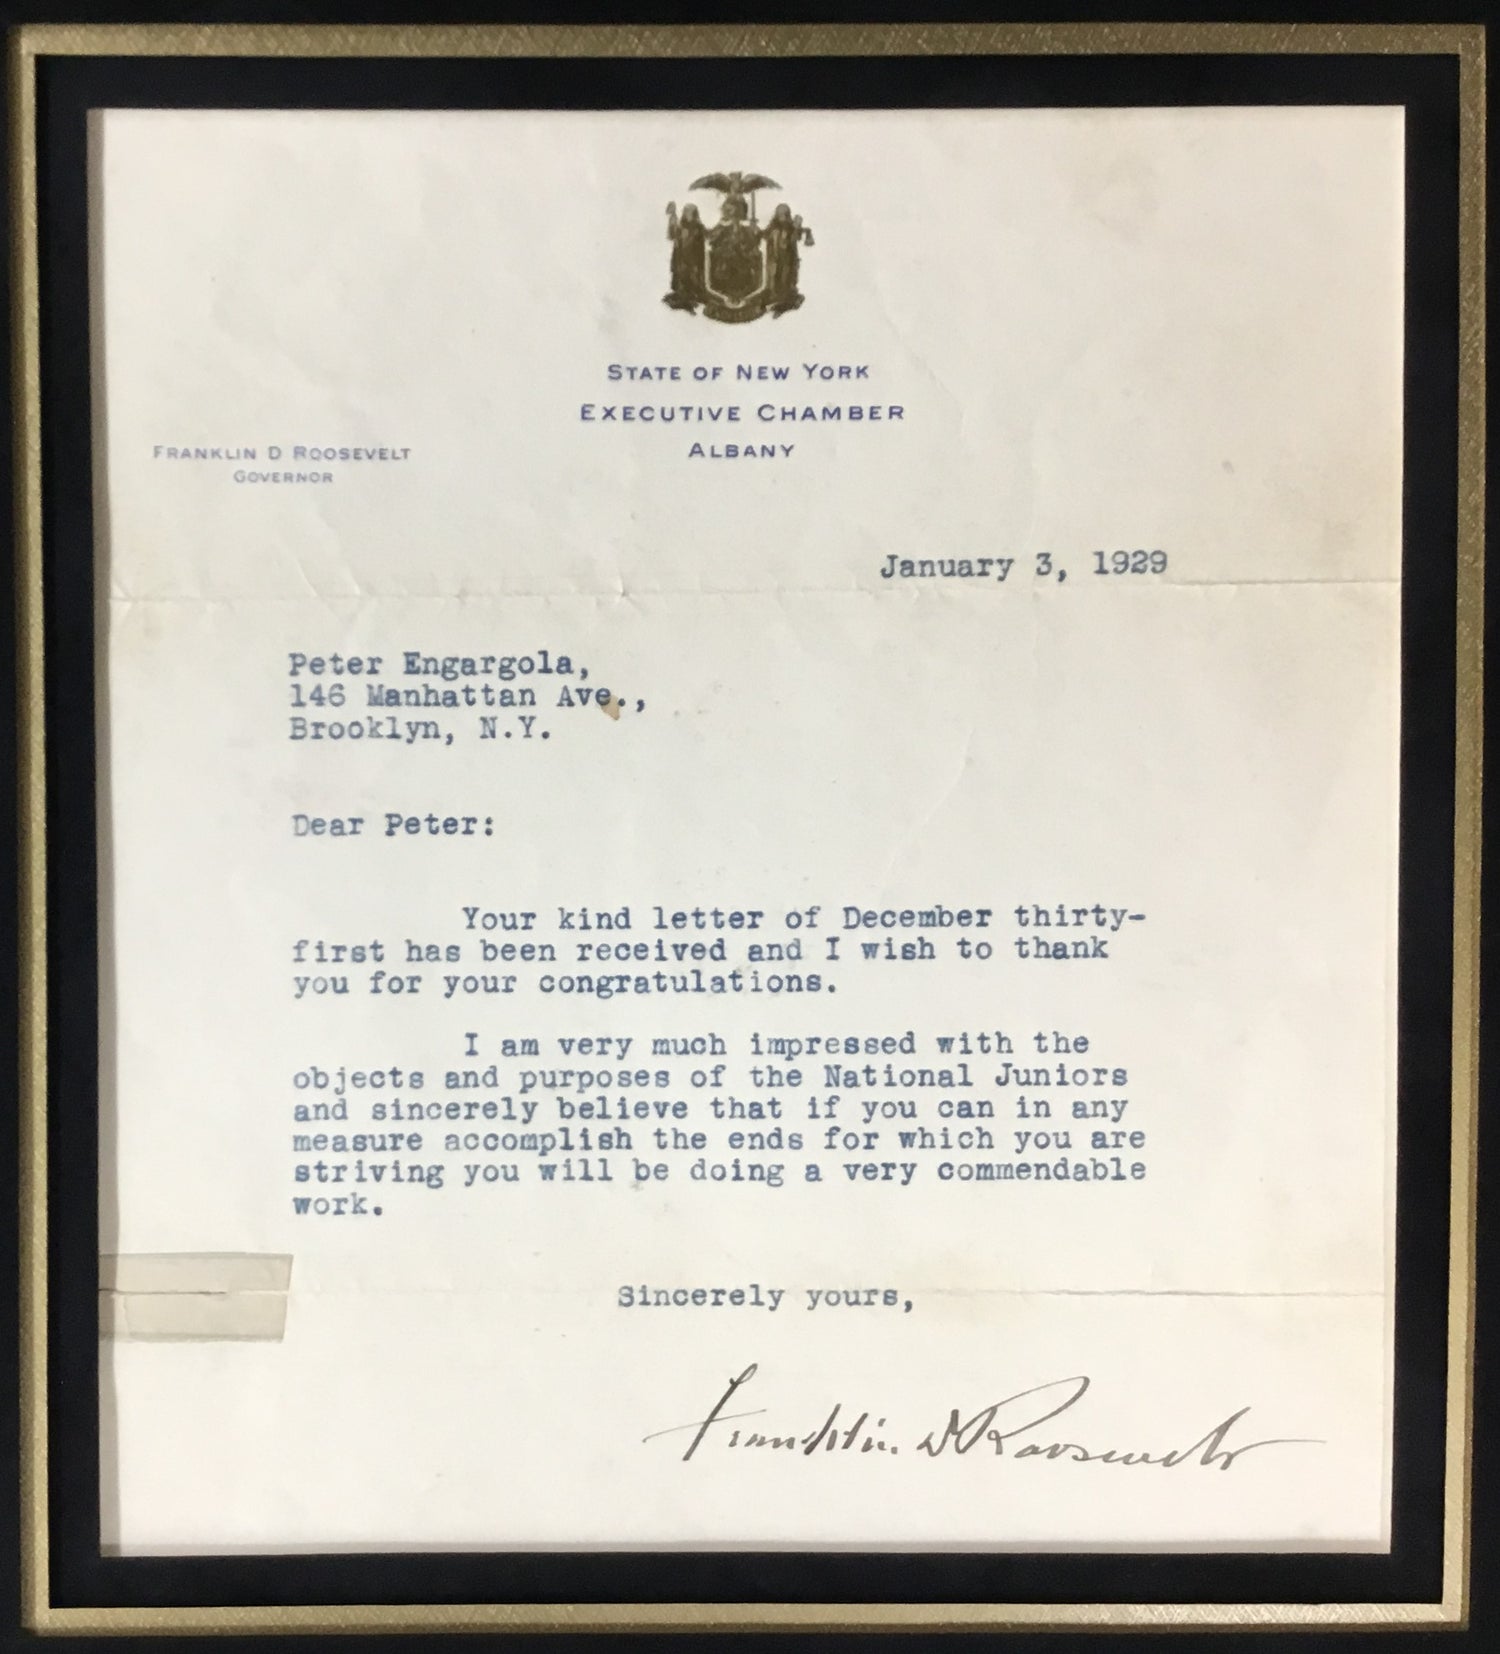 STATE OF NEW YORK
EXECUTIVE CHAMBER
ALBANY
FRANKLIN D ROOSEVELT
GOVERNOR
January 3, 1929
Peter Engargola,
146 Manhattan Ave.,
Brooklyn, N.Y.
Dear Peter:
Your kind letter of December thirty-
first has been received and I wish to thank
you for your congratulations.
I am very much impressed with the
objects and purposes of the National Juniors
and sincerely believe that if you can in any
measure accomplish the ends for which you are
striving you will be doing a very commendable
work.
Sincerely yours,
Franklin D Roosevelt